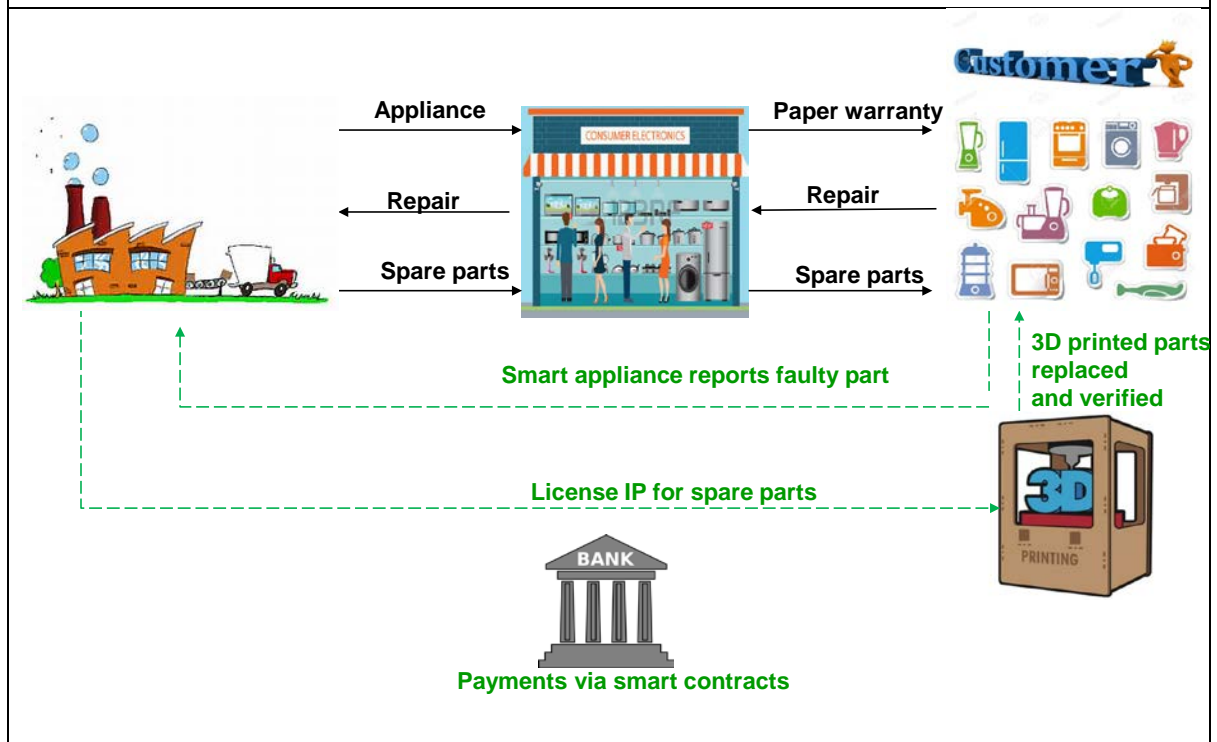 Customer
Appliance
Paper warranty
CONSUMER ELECTRONICS
Repair
Repair
Spare parts
Spare parts
3D printed parts
replaced
and verified
Smart appliance reports faulty part
License IP for spare parts
3D
PRINTING
BANK
Payments via smart contracts